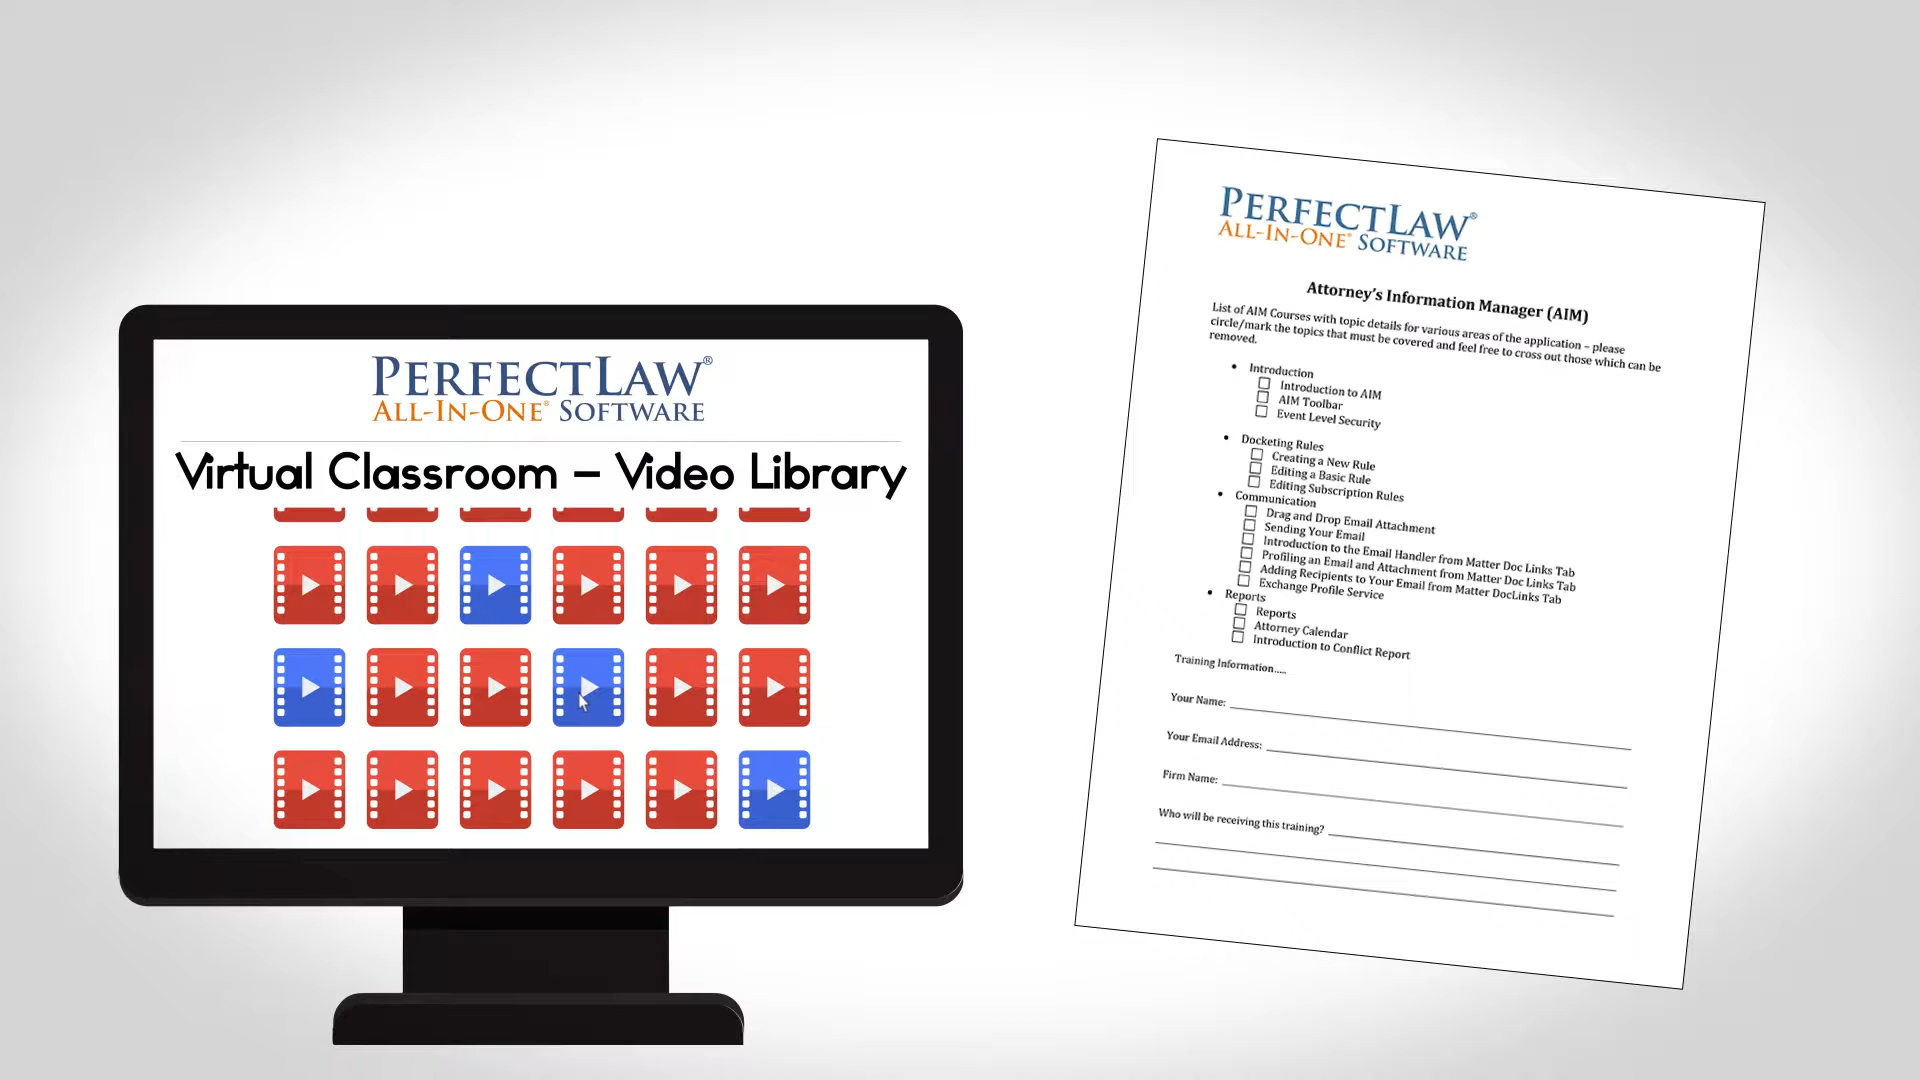 PERFECTLAW®
ALL-IN-ONE® SOFTWARE
Virtual Classroom – Video Library
PERFECTLAW®
ALL-IN-ONE® SOFTWARE
Attorney's Information Manager (AIM)
List of AIM Courses with topic details for various areas of the application – please
circle/mark the topics that must be covered and feel free to cross out those which can be
removed.
• Introduction
Introduction to AIM
AIM Toolbar
Event Level Security
• Docketing Rules
Creating a New Rule
Editing a Basic Rule
Editing Subscription Rules
• Communication
Drag and Drop Email Attachment
Sending Your Email
Introduction to the Email Handler from Matter Doc Links Tab
Profiling an Email and Attachment from Matter Doc Links Tab
Adding Recipients to Your Email from Matter DocLinks Tab
Exchange Profile Service
• Reports
Reports
Attorney Calendar
Introduction to Conflict Report
Training Information.....
Your Name:
Your Email Address:
Firm Name:
Who will be receiving this training?